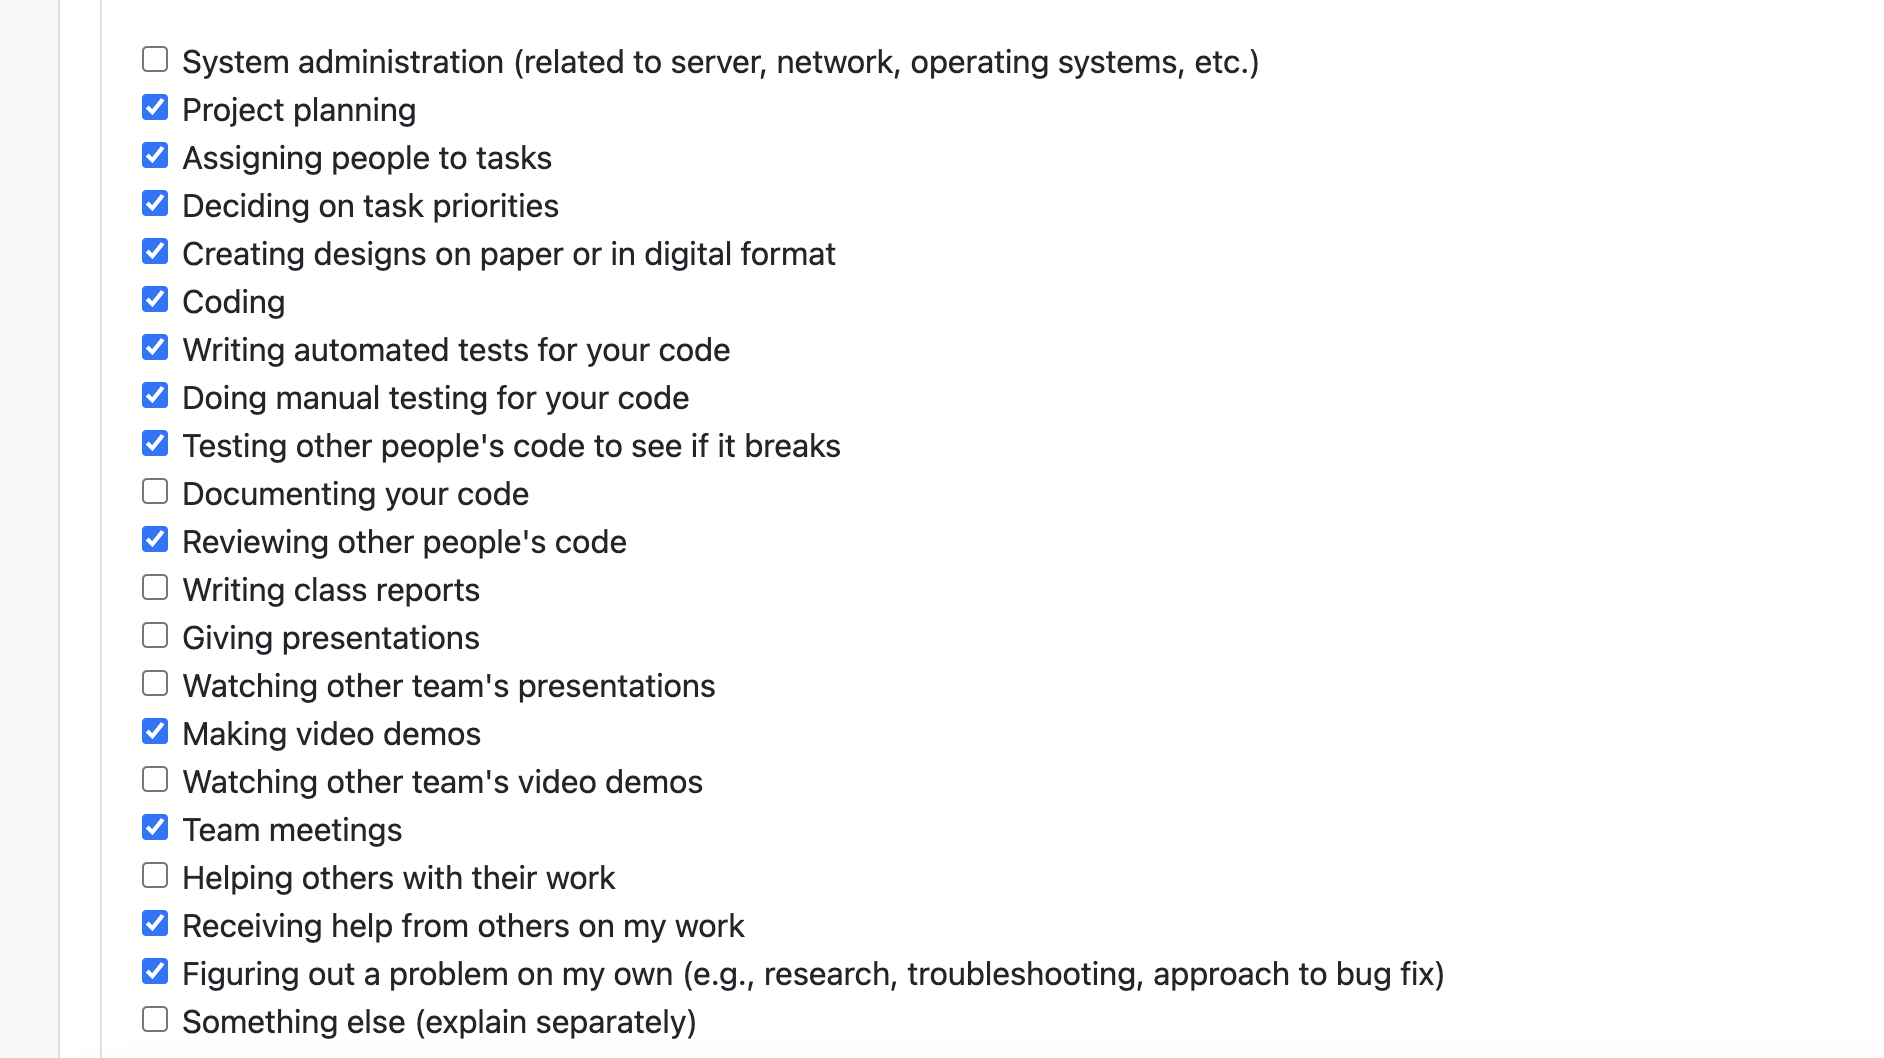 System administration (related to server, network, operating systems, etc.)
Project planning
Assigning people to tasks
Deciding on task priorities
Creating designs on paper or in digital format
Coding
Writing automated tests for your code
Doing manual testing for your code
Testing other people's code to see if it breaks
Documenting your code
Reviewing other people's code
Writing class reports
Giving presentations
Watching other team's presentations
Making video demos
Watching other team's video demos
Team meetings
Helping others with their work
Receiving help from others on my work
Figuring out a problem on my own (e.g., research, troubleshooting, approach to bug fix)
Something else (explain separately)